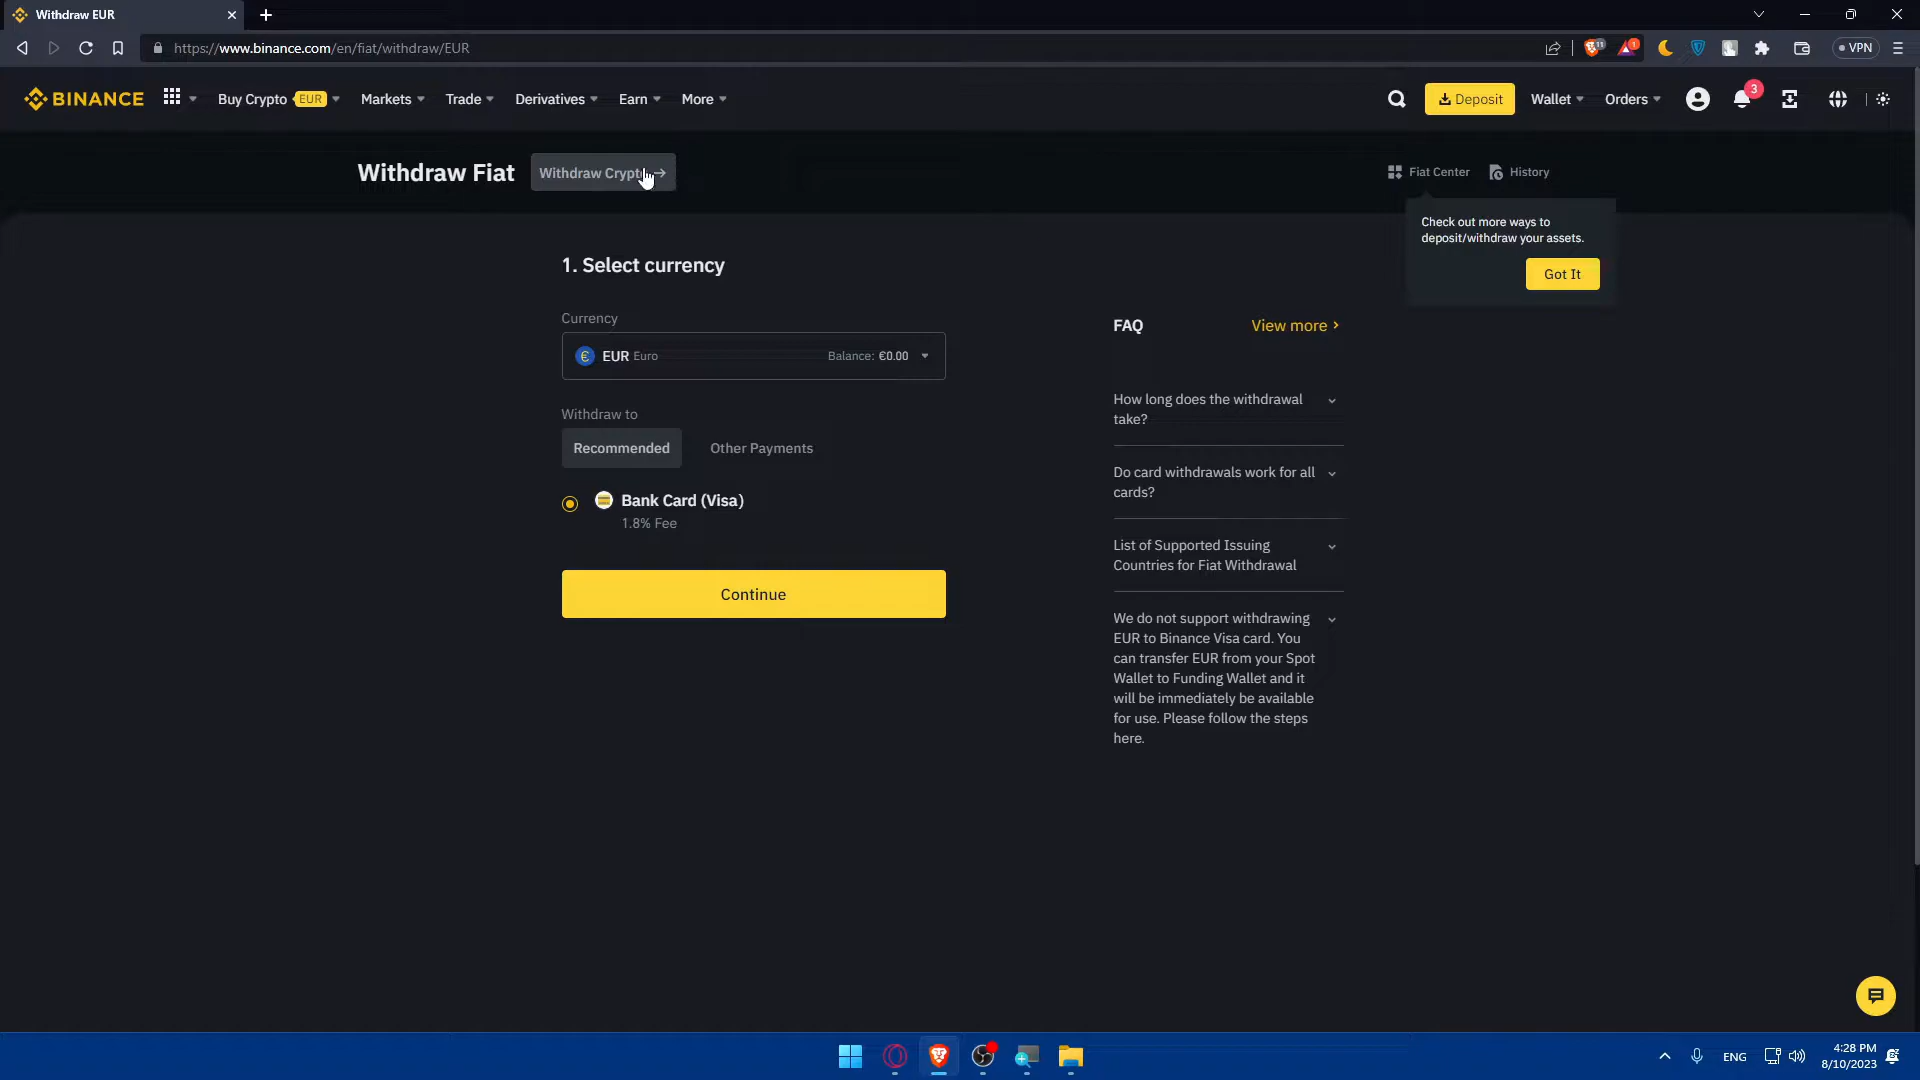 Withdraw EUR
https://www.binance.com/en/fiat/withdraw/EUR
11
1
VPN
BINANCE
Buy Crypto EUR
Markets
Trade
Derivatives
Earn
More
Deposit
Wallet
Orders
3
Withdraw Fiat
Withdraw Crypto →
Fiat Center
History
Check out more ways to
deposit/withdraw your assets.
Got It
1. Select currency
Currency
€ EUR Euro
Balance: €0.00
Withdraw to
Recommended
Other Payments
Bank Card (Visa)
1.8% Fee
Continue
FAQ
View more
How long does the withdrawal
take?
Do card withdrawals work for all
cards?
List of Supported Issuing
Countries for Fiat Withdrawal
We do not support withdrawing
EUR to Binance Visa card. You
can transfer EUR from your Spot
Wallet to Funding Wallet and it
will be immediately be available
for use. Please follow the steps
here.
ENG
4:28 PM
8/10/2023